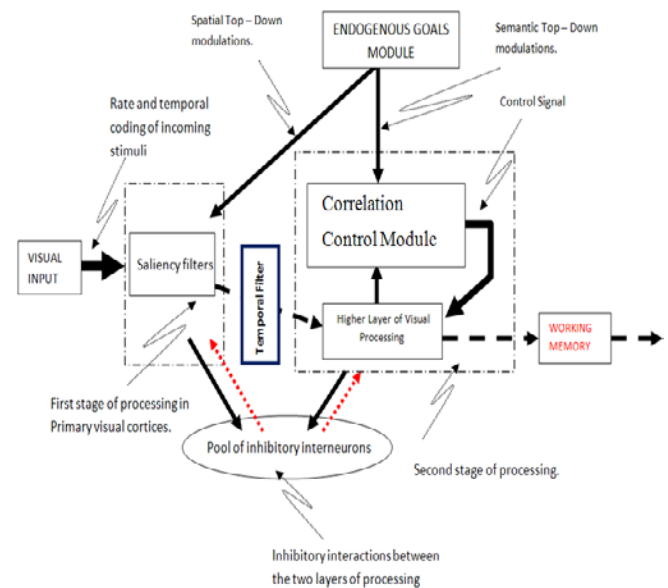 Spatial Top – Down
modulations.
ENDOGENOUS GOALS
MODULE
Semantic Top – Down
modulations.
Control Signal
Rate and temporal
coding of incoming
stimuli
Correlation
Control Module
VISUAL
INPUT
Saliency filters
Temporal Filter
Higher Layer of Visual
Processing
WORKING
MEMORY
First stage of processing in
Primary visual cortices.
Pool of inhibitory interneurons
Second stage of processing.
Inhibitory interactions between
the two layers of processing